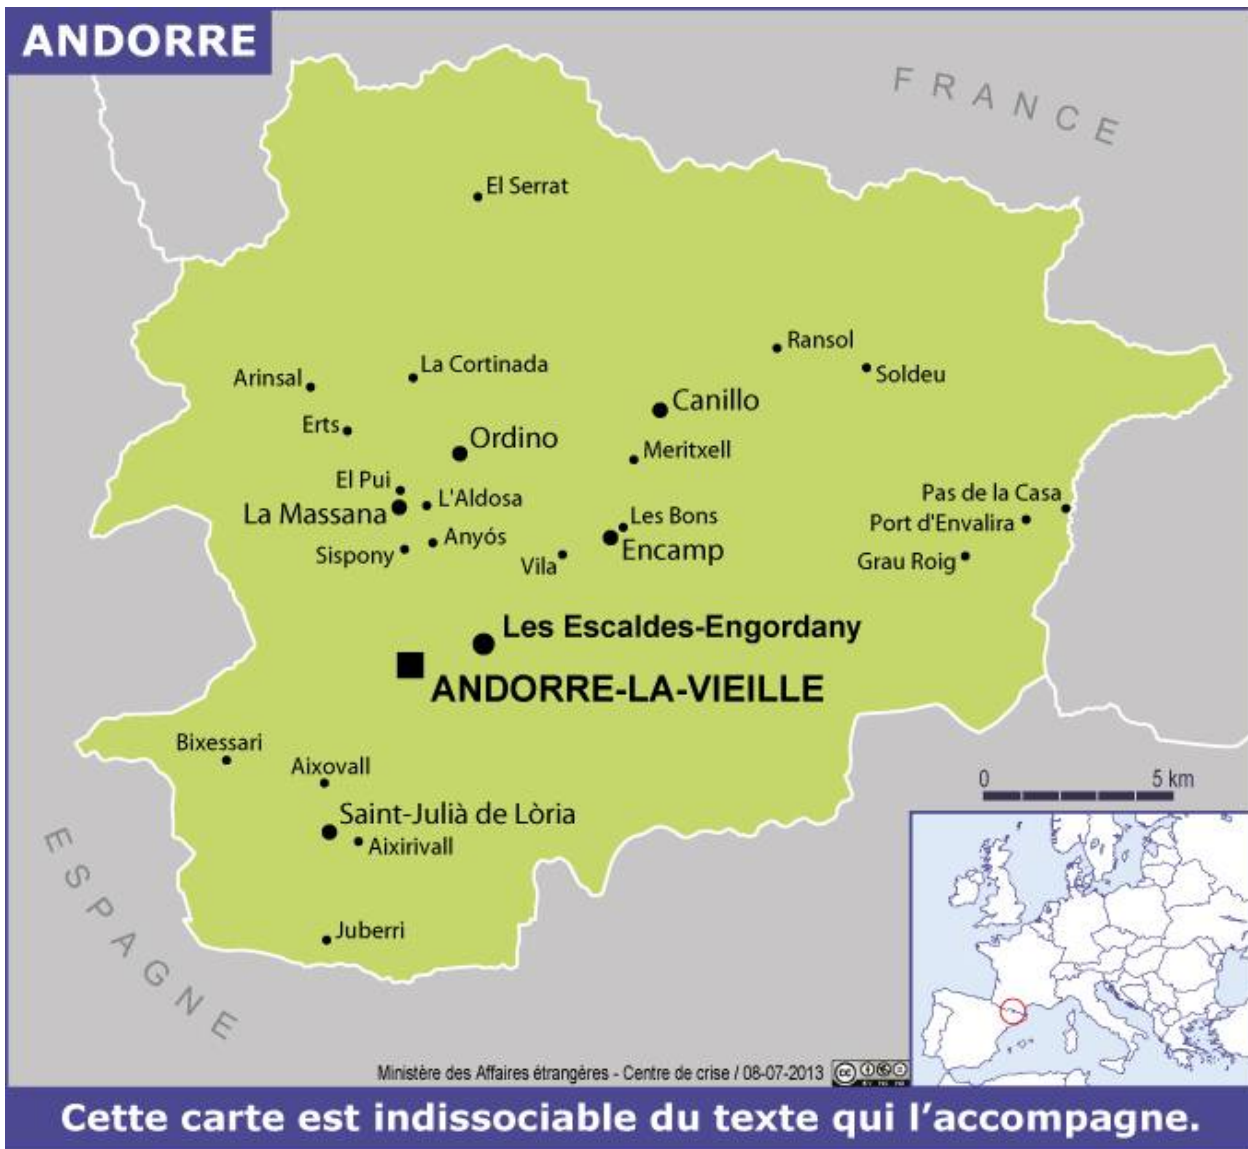 ANDORRE
FRANCE
El Serrat
Ransol
La Cortinada
Soldeu
Arinsal
Canillo
Erts
Ordino
Meritxell
El Pui
L'Aldosa
Pas de la Casa
La Massana
Les Bons
Port d'Envalira
Anyós
Sispony
Encamp
Vila
Grau Roig
Les Escaldes-Engordany
ANDORRE-LA-VIEILLE
Bixessari
Aixovall
0 5 km
Saint-Julià de Lòria
Aixirivall
ESPAGNE
Juberri
Ministère des Affaires étrangères - Centre de crise / 08-07-2013
cc
Cette carte est indissociable du texte qui l’accompagne.